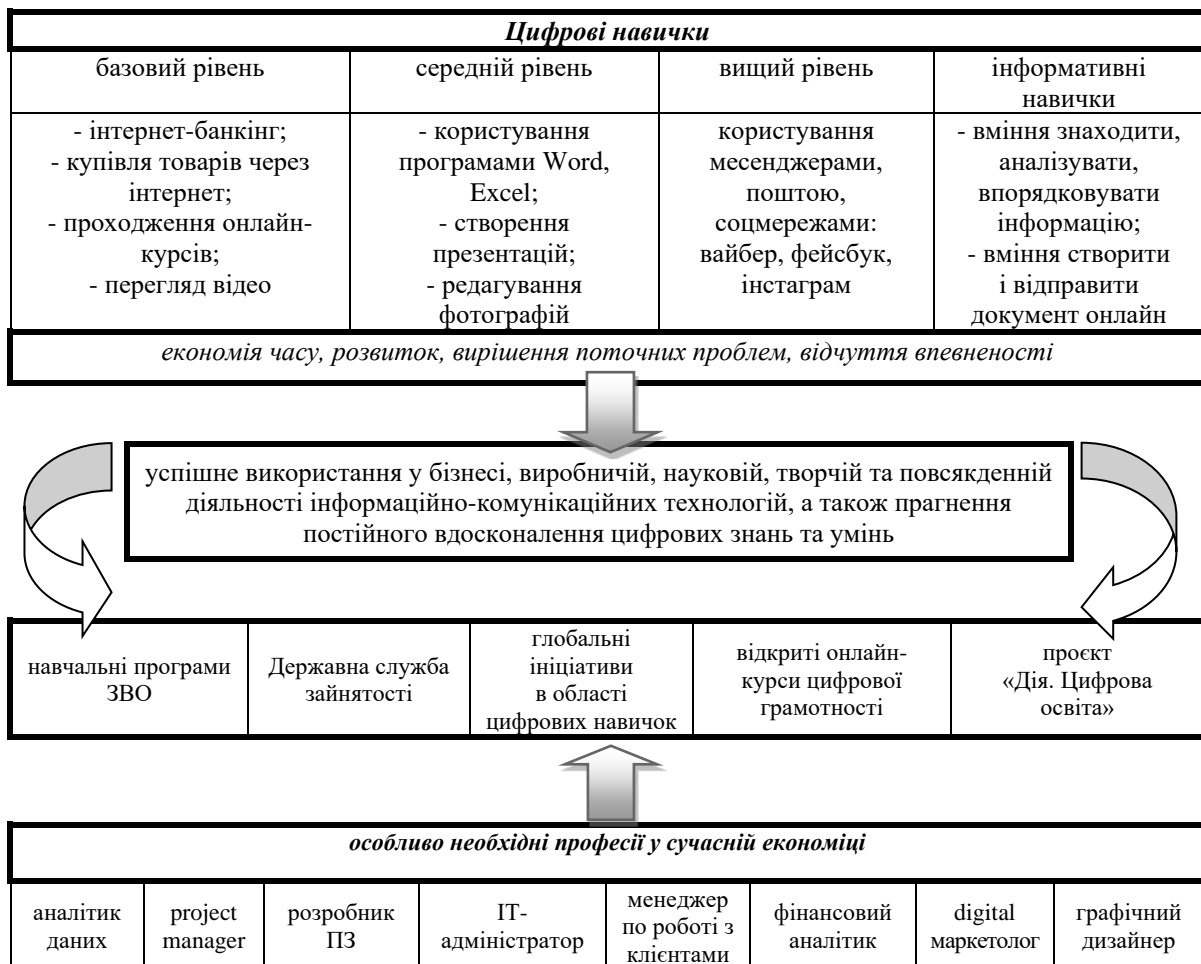 Цифрові навички
базовий рівень
середній рівень
вищий рівень
інформативні
навички
- інтернет-банкінг;
- купівля товарів через
інтернет;
- проходження онлайн-
курсів;
- перегляд відео
- користування
програмами Word,
Excel;
- створення
презентацій;
- редагування
фотографій
користування
месенджерами,
поштою,
соцмережами:
вайбер, фейсбук,
інстаграм
- вміння знаходити,
аналізувати,
впорядковувати
інформацію;
- вміння створити
і відправити
документ онлайн
економія часу, розвиток, вирішення поточних проблем, відчуття впевненості
успішне використання у бізнесі, виробничій, науковій, творчій та повсякденній
діяльності інформаційно-комунікаційних технологій, а також прагнення
постійного вдосконалення цифрових знань та умінь
навчальні програми
ЗВО
Державна служба
зайнятості
глобальні
ініціативи
в області
цифрових навичок
відкриті онлайн-
курси цифрової
грамотності
проєкт
«Дія. Цифрова
освіта»
особливо необхідні професії у сучасній економіці
аналітик
даних
project
manager
розробник
ПЗ
ІТ-
адміністратор
менеджер
по роботі з
клієнтами
фінансовий
аналітик
digital
маркетолог
графічний
дизайнер